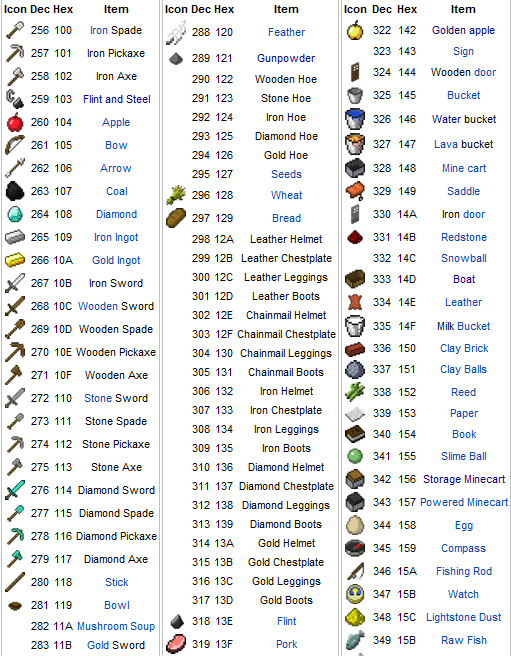 Icon Dec Hex Item
256 100 Iron Spade
257 101 Iron Pickaxe
258 102 Iron Axe
259 103 Flint and Steel
260 104 Apple
261 105 Bow
262 106 Arrow
263 107 Coal
264 108 Diamond
265 109 Iron Ingot
266 10A Gold Ingot
267 10B Iron Sword
268 10C Wooden Sword
269 10D Wooden Spade
270 10E Wooden Pickaxe
271 10F Wooden Axe
272 110 Stone Sword
273 111 Stone Spade
274 112 Stone Pickaxe
275 113 Stone Axe
276 114 Diamond Sword
277 115 Diamond Spade
278 116 Diamond Pickaxe
279 117 Diamond Axe
280 118 Stick
281 119 Bowl
282 11A Mushroom Soup
283 11B Gold Sword
Icon Dec Hex Item
288 120 Feather
289 121 Gunpowder
290 122 Wooden Hoe
291 123 Stone Hoe
292 124 Iron Hoe
293 125 Diamond Hoe
294 126 Gold Hoe
295 127 Seeds
296 128 Wheat
297 129 Bread
298 12A Leather Helmet
299 12B Leather Chestplate
300 12C Leather Leggings
301 12D Leather Boots
302 12E Chainmail Helmet
303 12F Chainmail Chestplate
304 130 Chainmail Leggings
305 131 Chainmail Boots
306 132 Iron Helmet
307 133 Iron Chestplate
308 134 Iron Leggings
309 135 Iron Boots
310 136 Diamond Helmet
311 137 Diamond Chestplate
312 138 Diamond Leggings
313 139 Diamond Boots
314 13A Gold Helmet
315 13B Gold Chestplate
316 13C Gold Leggings
317 13D Gold Boots
318 13E Flint
319 13F Pork
Icon Dec Hex Item
322 142 Golden apple
323 143 Sign
324 144 Wooden door
325 145 Bucket
326 146 Water bucket
327 147 Lava bucket
328 148 Mine cart
329 149 Saddle
330 14A Iron door
331 14B Redstone
332 14C Snowball
333 14D Boat
334 14E Leather
335 14F Milk Bucket
336 150 Clay Brick
337 151 Clay Balls
338 152 Reed
339 153 Paper
340 154 Book
341 155 Slime Ball
342 156 Storage Minecart
343 157 Powered Minecart
344 158 Egg
345 159 Compass
346 15A Fishing Rod
347 15B Watch
348 15C Lightstone Dust
349 15B Raw Fish